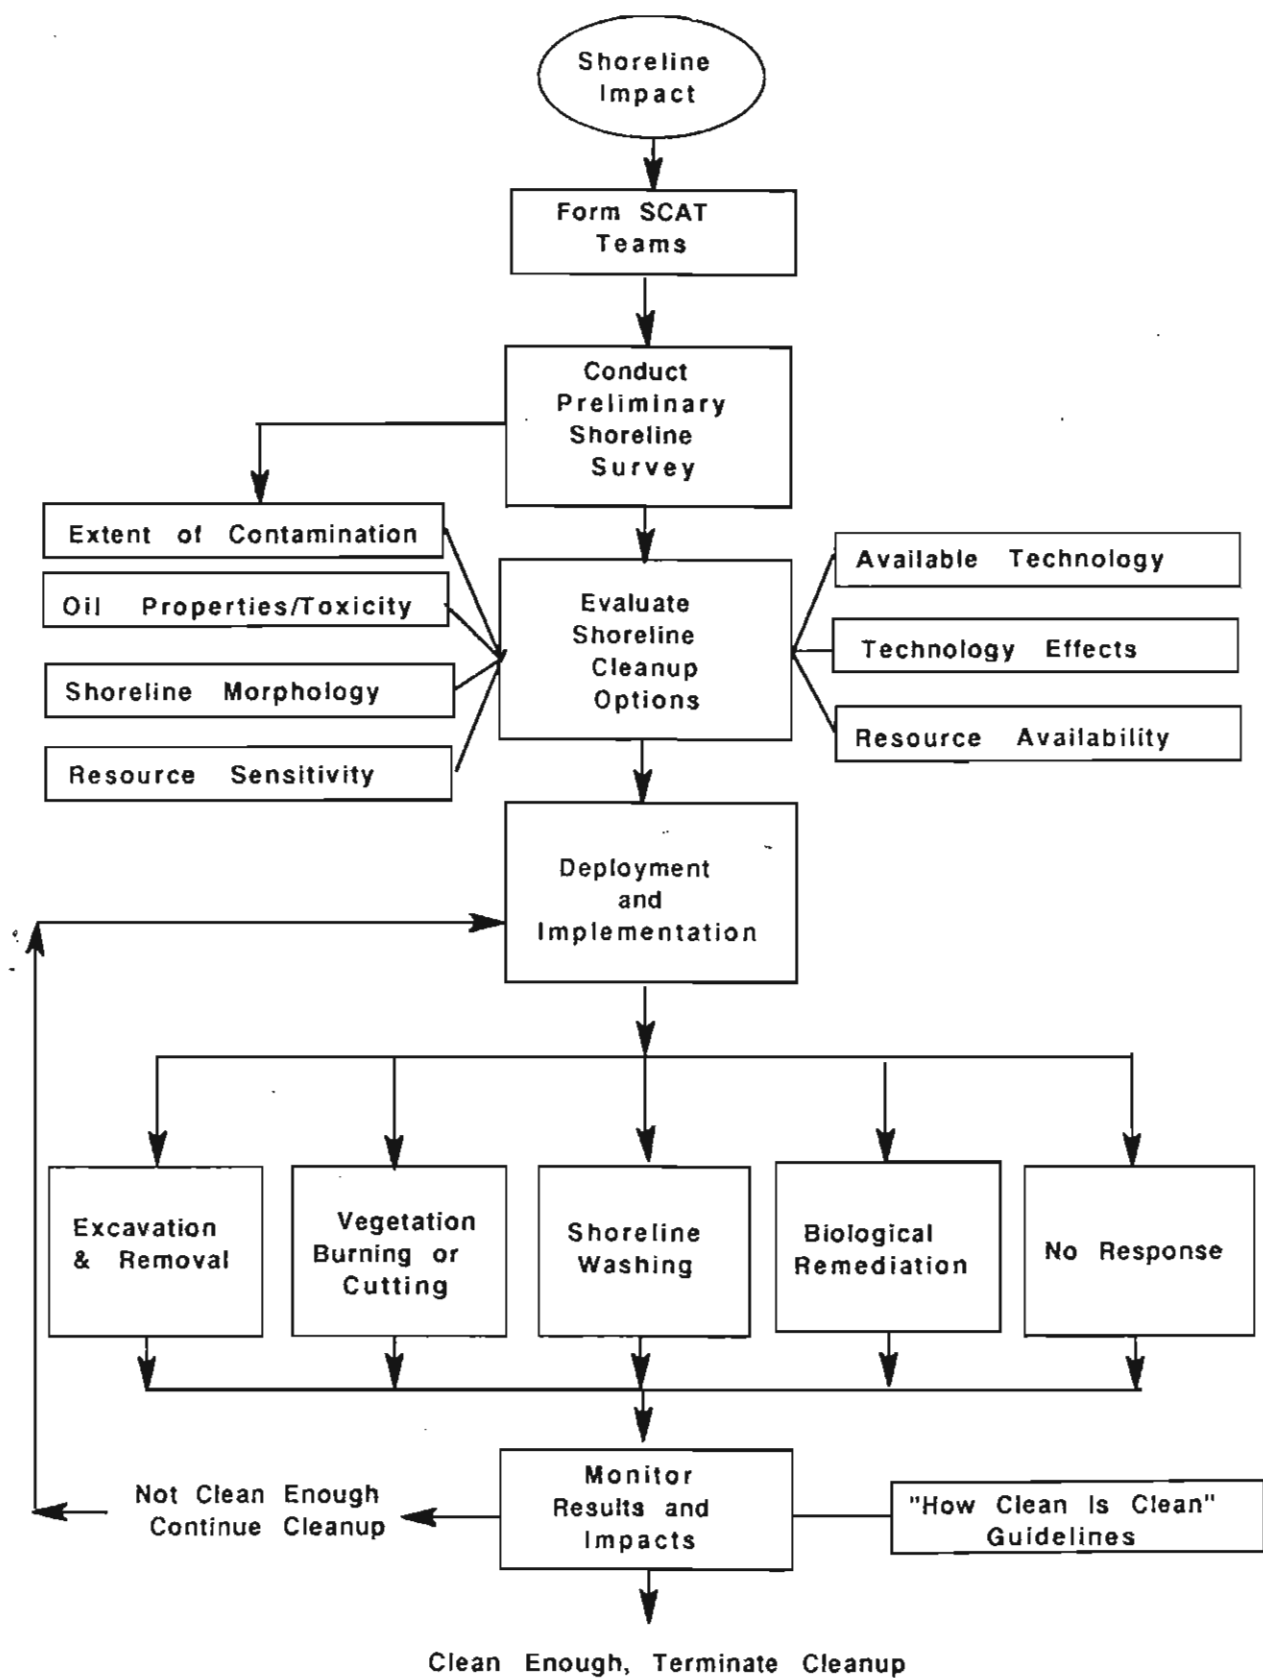 Shoreline
Impact
Form SCAT
Teams
Conduct
Preliminary
Shoreline
Survey
Extent of Contamination
Oil Properties/Toxicity
Shoreline Morphology
Resource Sensitivity
Evaluate
Shoreline
Cleanup
Options
Available Technology
Technology Effects
Resource Availability
Deployment
and
Implementation
Excavation
& Removal
Vegetation
Burning or
Cutting
Shoreline
Washing
Biological
Remediation
No Response
Not Clean Enough
Continue Cleanup
Monitor
Results and
Impacts
"How Clean Is Clean"
Guidelines
Clean Enough, Terminate Cleanup